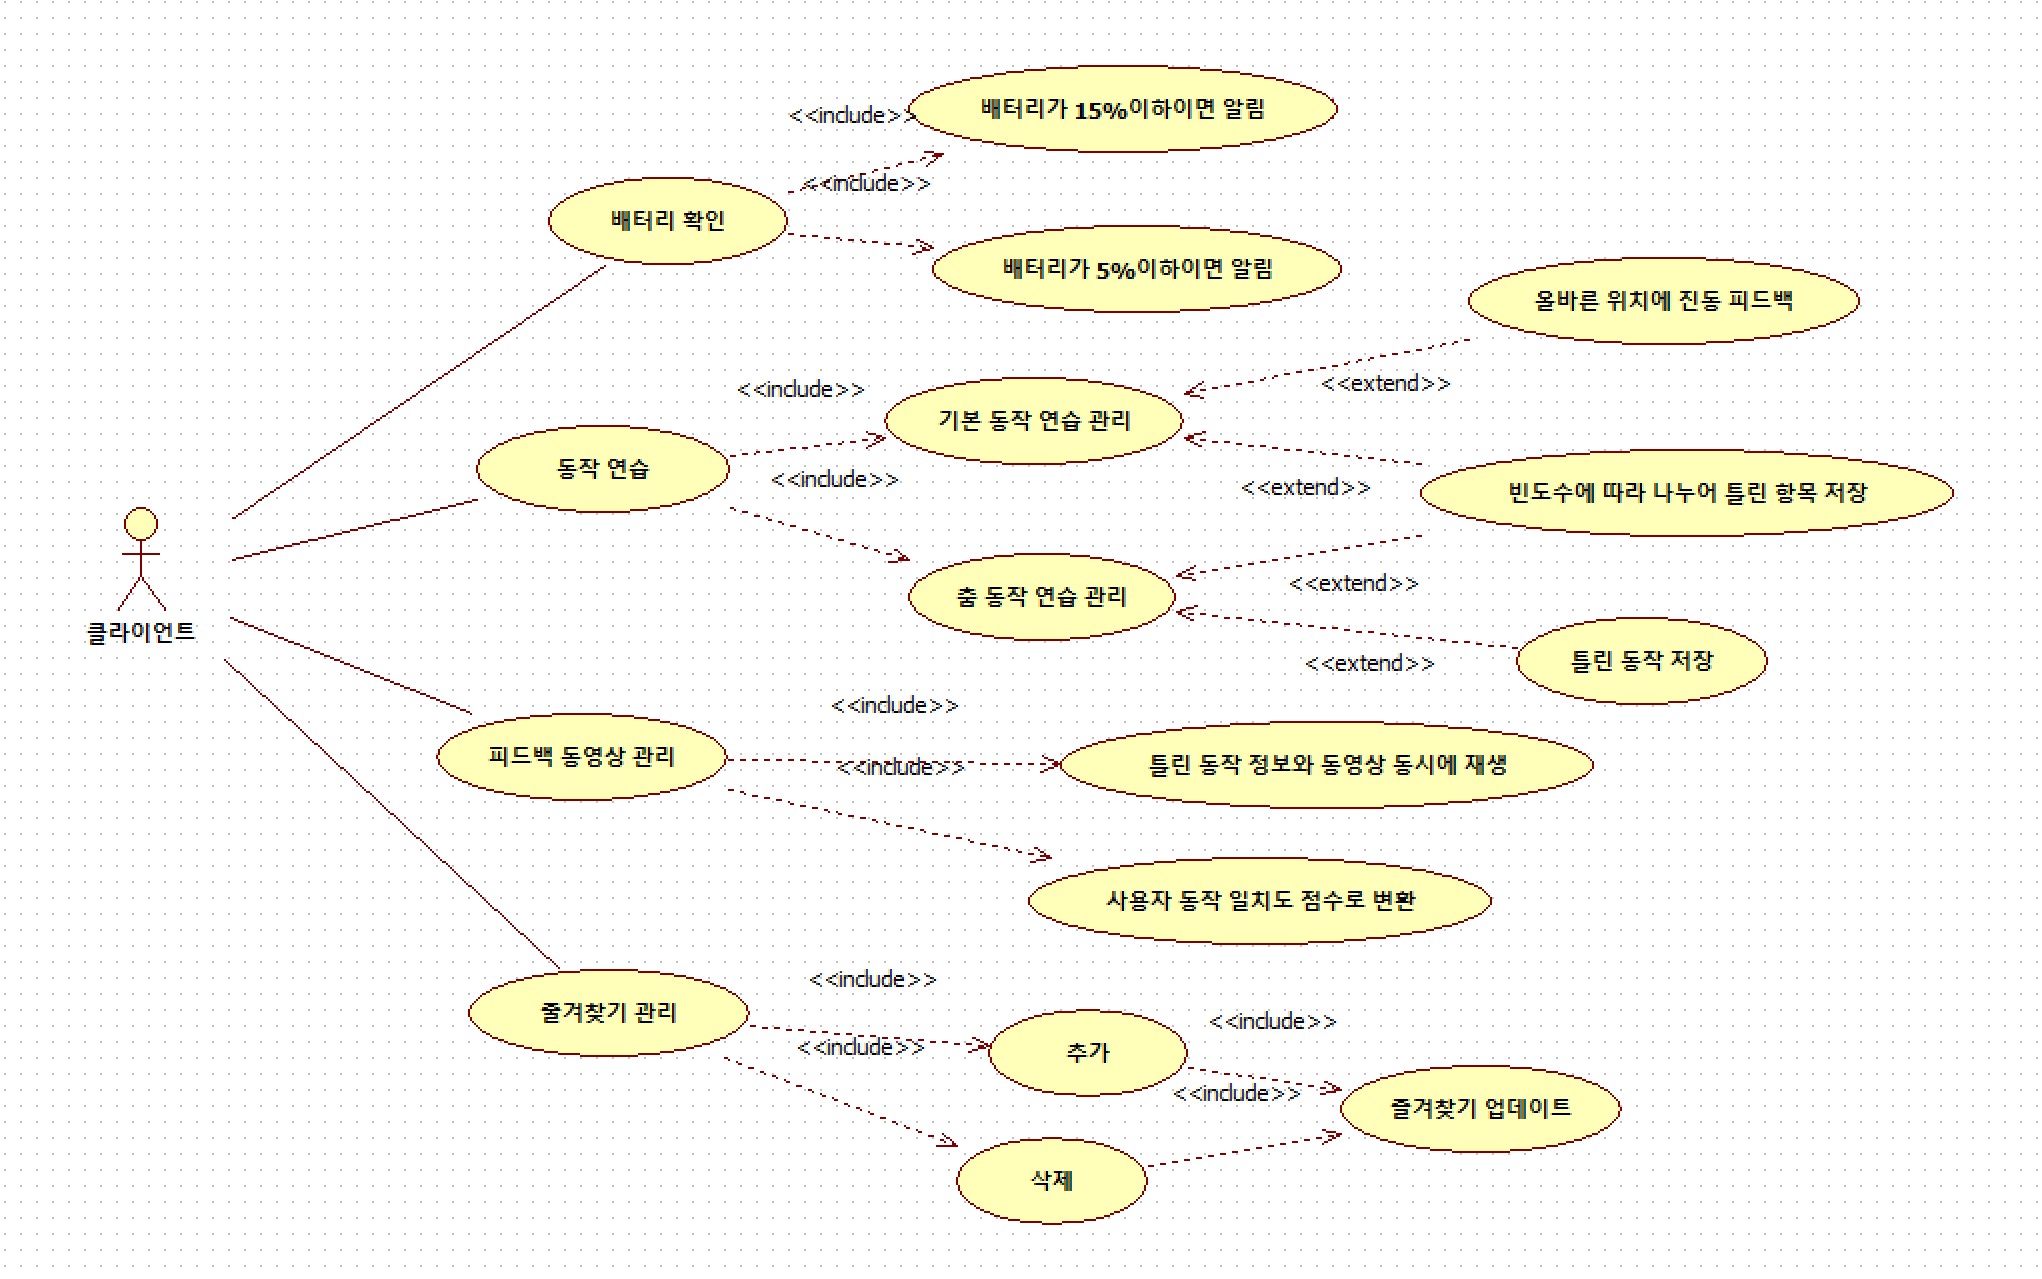 <<include>>
배터리가 15%이하이면 알림
<<include>>
배터리 확인
배터리가 5%이하이면 알림
올바른 위치에 진동 피드백
<<include>>
<<extend>>
기본 동작 연습 관리
동작 연습
<<include>>
<<extend>>
빈도수에 따라 나누어 틀린 항목 저장
<<extend>>
춤 동작 연습 관리
클라이언트
<<extend>>
틀린 동작 저장
<<include>>
피드백 동영상 관리
<<include>>
틀린 동작 정보와 동영상 동시에 재생
사용자 동작 일치도 점수로 변환
<<include>>
즐겨찾기 관리
<<include>>
추가
<<include>>
<<include>>
즐겨찾기 업데이트
삭제